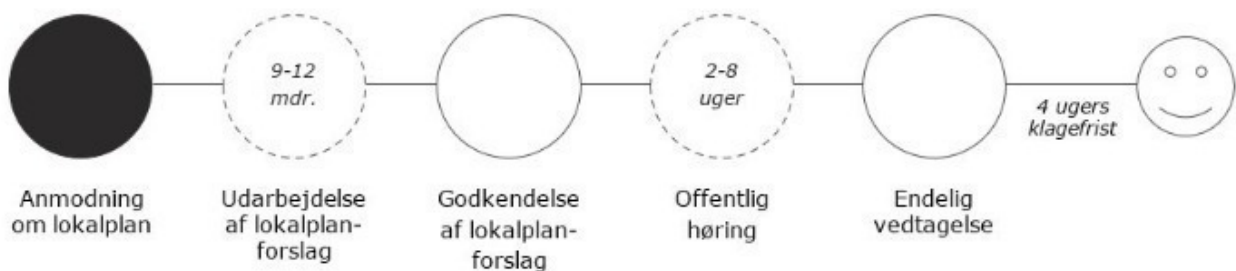 9-12
mdr.
2-8
uger
4 ugers
klagefrist
Anmodning
om lokalplan
Udarbejdelse
af lokalplan-
forslag
Godkendelse
af lokalplan-
forslag
Offentlig
høring
Endelig
vedtagelse